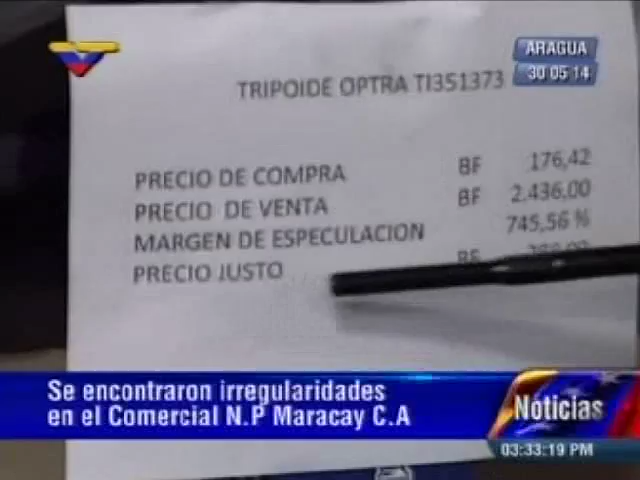 ARAGUA
30 05 14
TRIPOIDE OPTRA TI351373
PRECIO DE COMPRA BF 176,42
PRECIO DE VENTA BF 2.436,00
MARGEN DE ESPECULACION 745,56 %
PRECIO JUSTO BF
Se encontraron irregularidades
en el Comercial N.P Maracay C.A
Noticias
03:33:19 PM